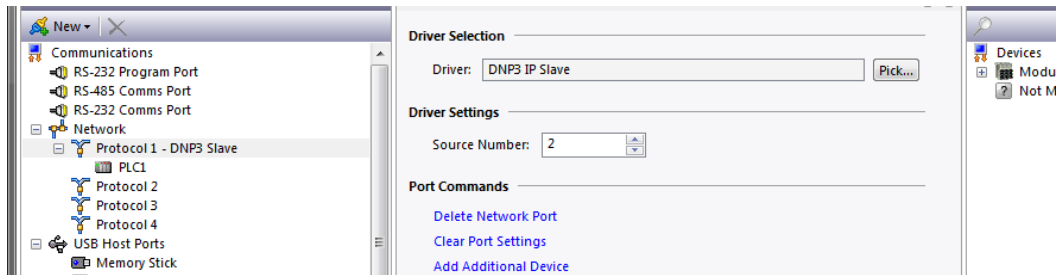 New
Communications
RS-232 Program Port
RS-485 Comms Port
RS-232 Comms Port
Network
Protocol 1 - DNP3 Slave
PLC1
Protocol 2
Protocol 3
Protocol 4
USB Host Ports
Memory Stick
Driver Selection
Driver: DNP3 IP Slave Pick...
Driver Settings
Source Number: 2
Port Commands
Delete Network Port
Clear Port Settings
Add Additional Device
Devices
Modu
Not M